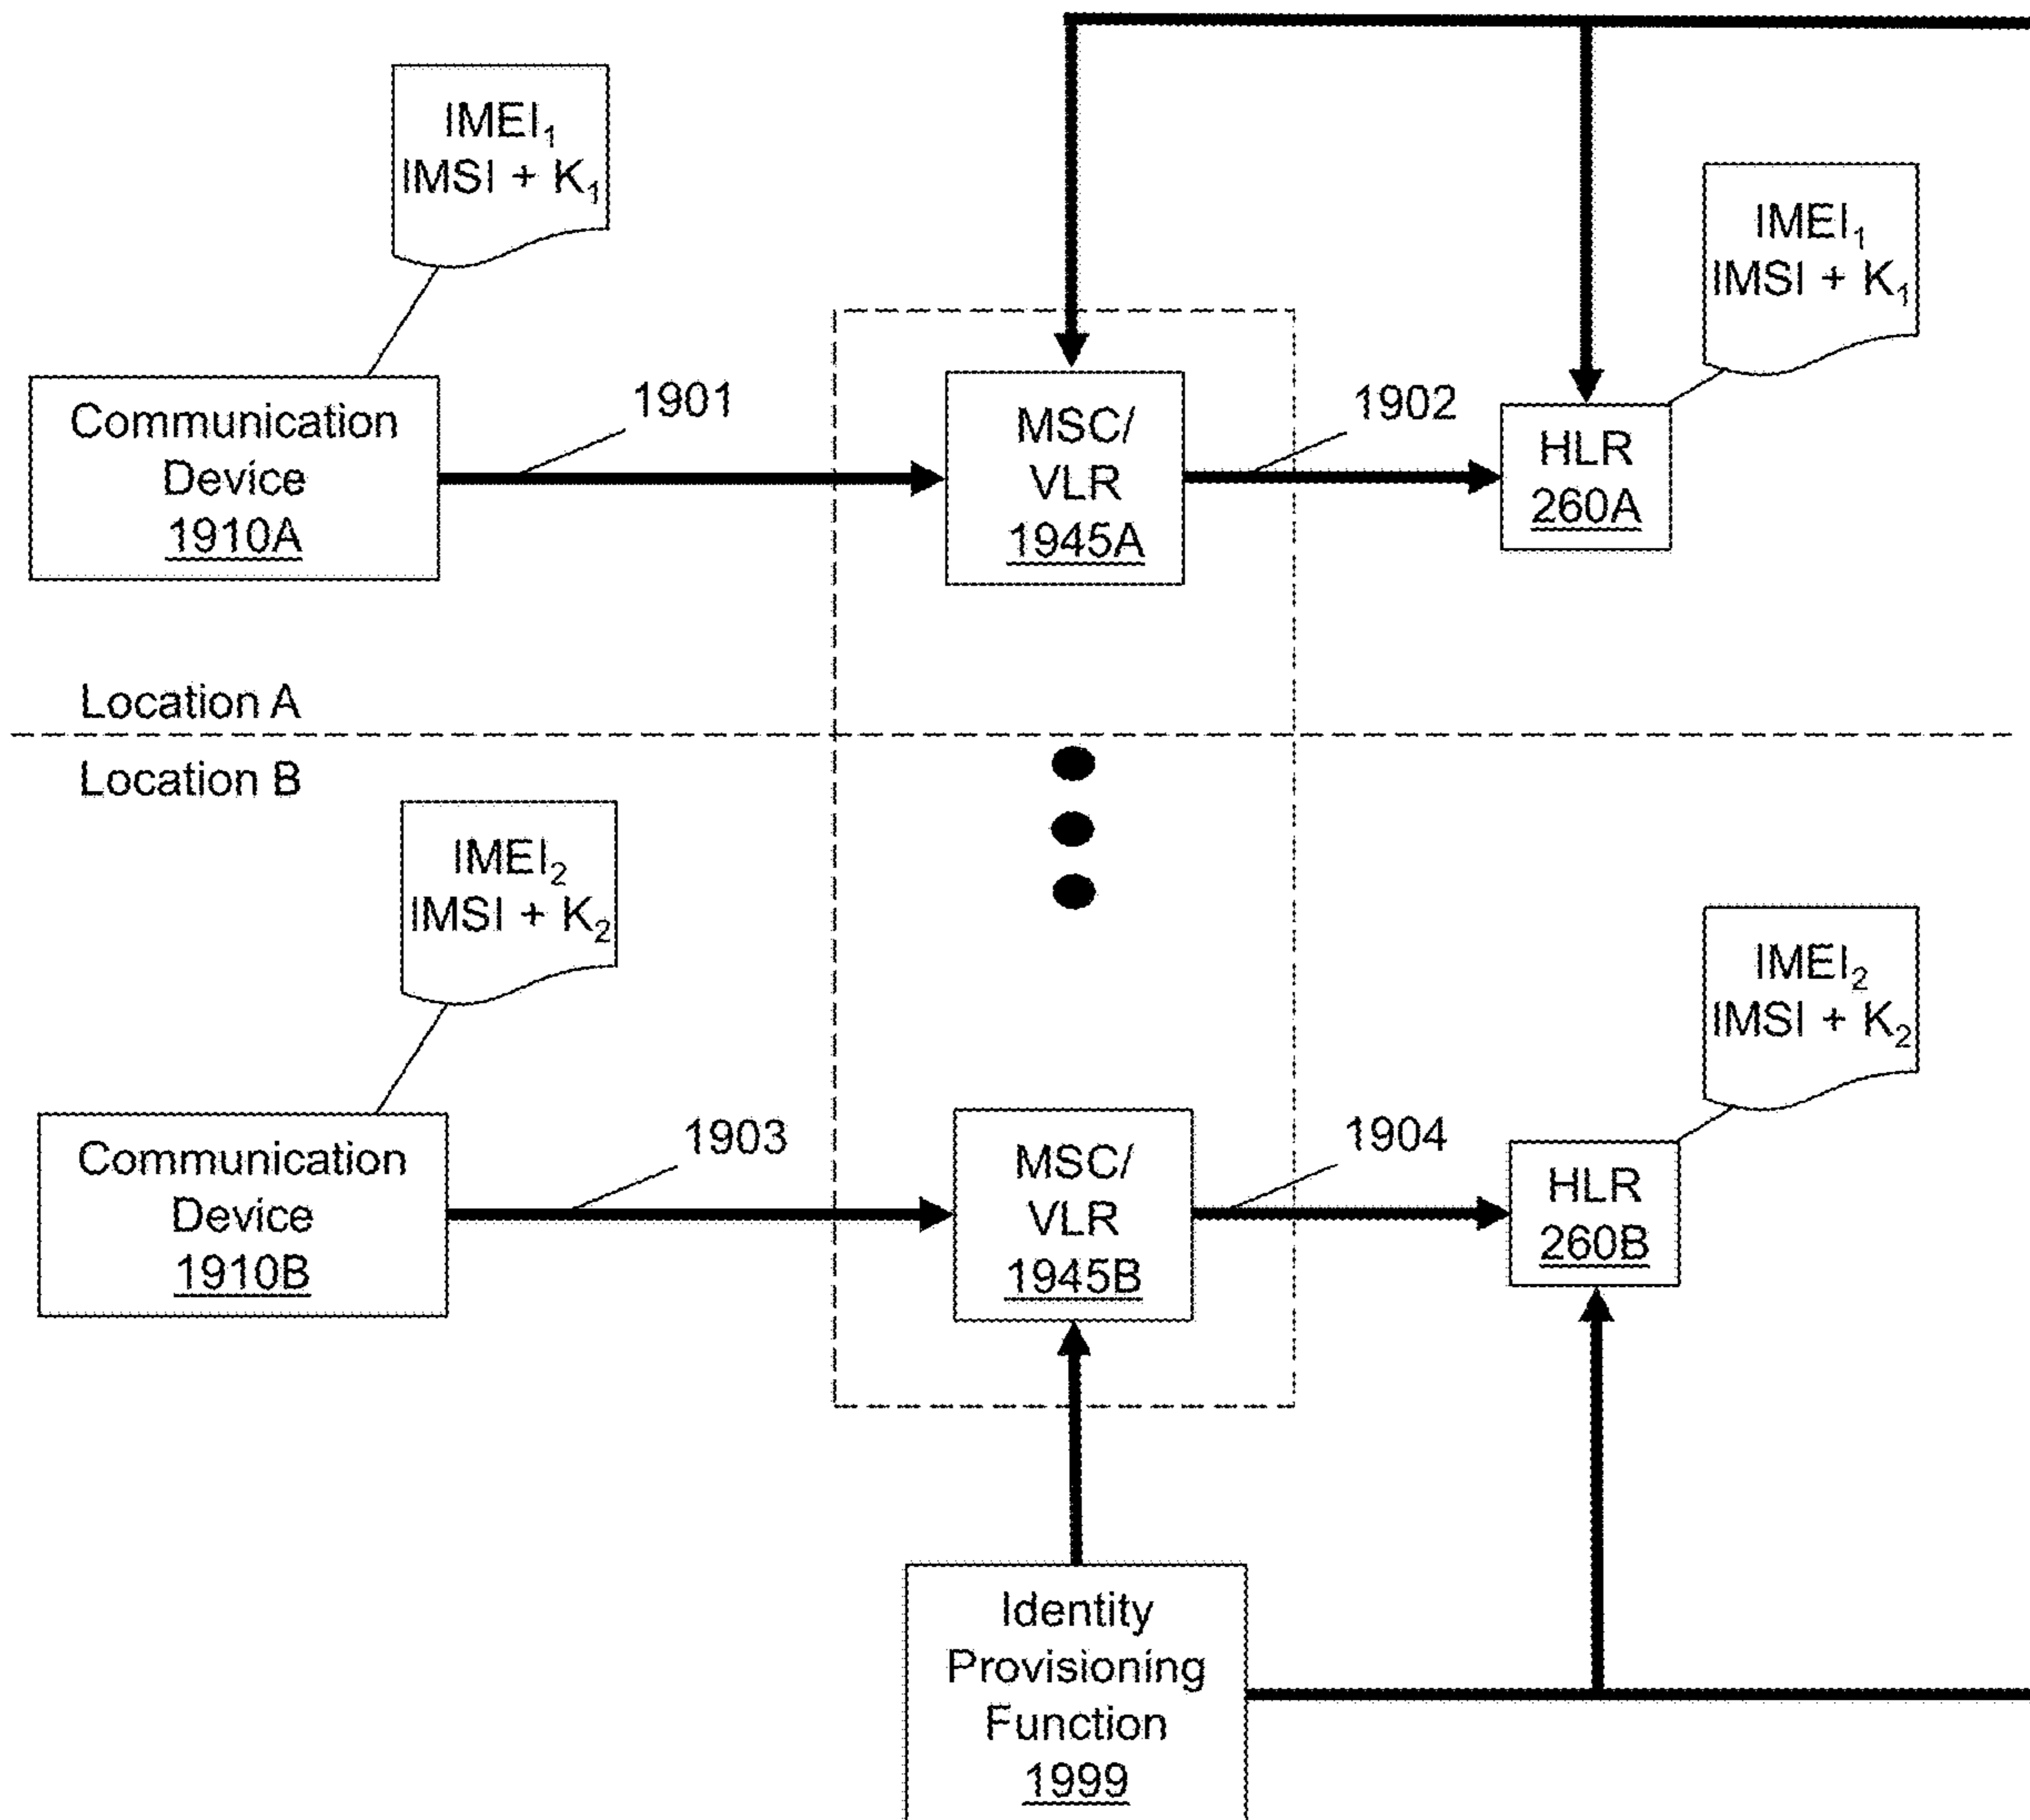 IMEI₁
IMSI + K₁
IMEI₁
IMSI + K₁
Communication
Device
1910A
1901
MSC/
VLR
1945A
1902
HLR
260A
Location A
Location B
IMEI₂
IMSI + K₂
IMEI₂
IMSI + K₂
Communication
Device
1910B
1903
MSC/
VLR
1945B
1904
HLR
260B
Identity
Provisioning
Function
1999